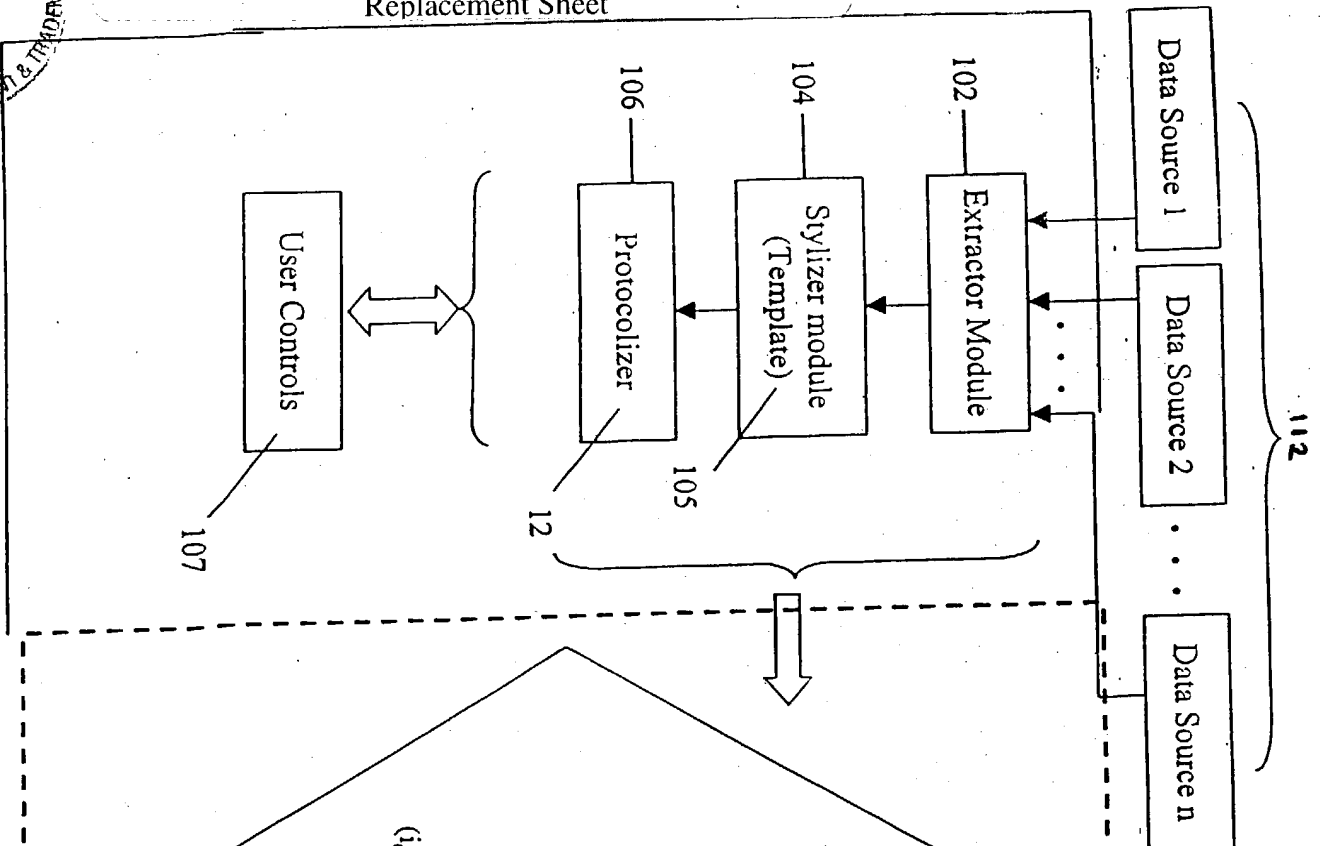 Replacement Sheet
& TRADE
112
Data Source 1
Data Source 2
. . .
Data Source n
. . .
102
Extractor Module
104
Stylizer module
(Template)
105
106
Protocolizer
12
User Controls
107